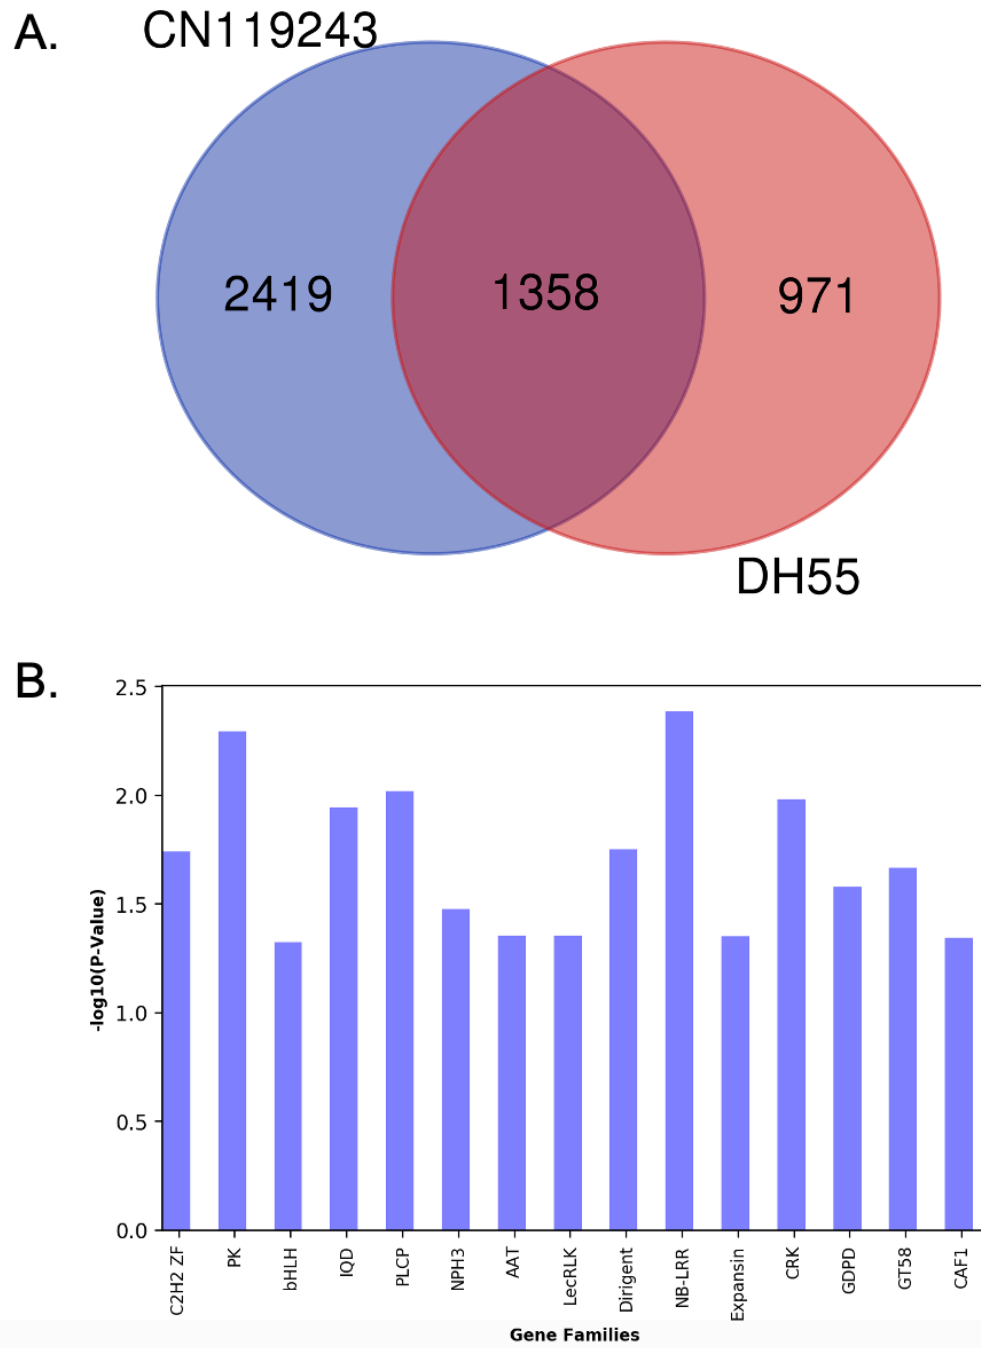 A.
CN119243
2419
1358
971
DH55
B.
2.5
2.0
1.5
1.0
0.5
0.0
-log10(P-Value)
C2H2 ZF
PK
bHLH
IQD
PLCP
NPH3
AAT
LecRLK
Dirigent
NB-LRR
Expansin
CRK
GDPD
GT58
CAF1
Gene Families